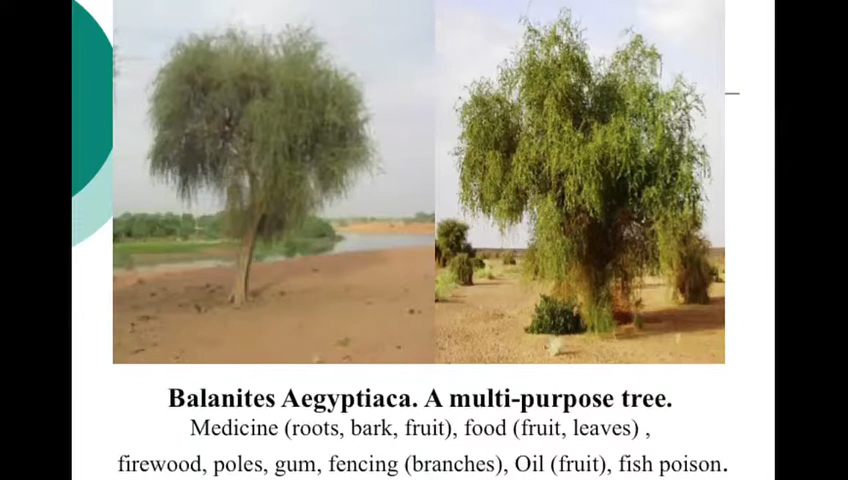 Balanites Aegyptiaca. A multi-purpose tree.
Medicine (roots, bark, fruit), food (fruit, leaves) ,
firewood, poles, gum, fencing (branches), Oil (fruit), fish poison.